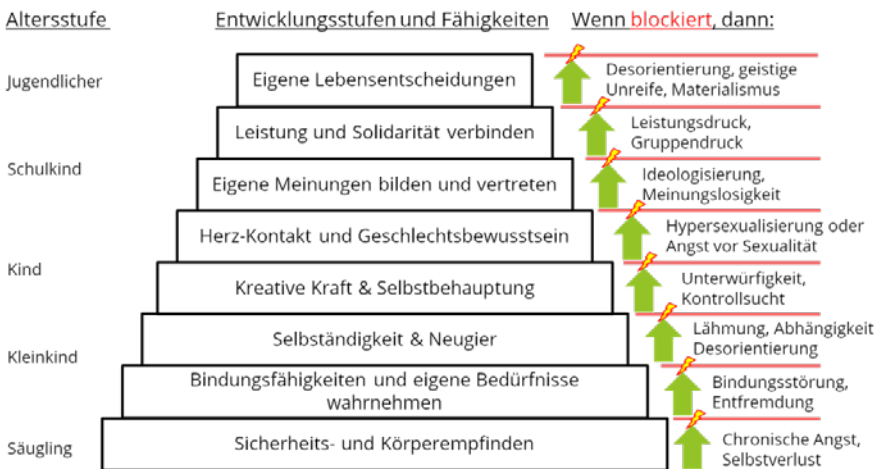 Altersstufe Entwicklungsstufen und Fähigkeiten Wenn blockiert, dann:
Jugendlicher
Eigene Lebensentscheidungen
Desorientierung, geistige
Unreife, Materialismus
Leistung und Solidarität verbinden
Leistungsdruck,
Gruppendruck
Schulkind
Eigene Meinungen bilden und vertreten
Ideologisierung,
Meinungslosigkeit
Herz-Kontakt und Geschlechtsbewusstsein
Hypersexualisierung oder
Angst vor Sexualität
Kind
Kreative Kraft & Selbstbehauptung
Unterwürfigkeit,
Kontrollsucht
Selbständigkeit & Neugier
Lähmung, Abhängigkeit
Desorientierung
Kleinkind
Bindungsfähigkeiten und eigene Bedürfnisse
wahrnehmen
Bindungsstörung,
Entfremdung
Säugling
Sicherheits- und Körperempfinden
Chronische Angst,
Selbstverlust